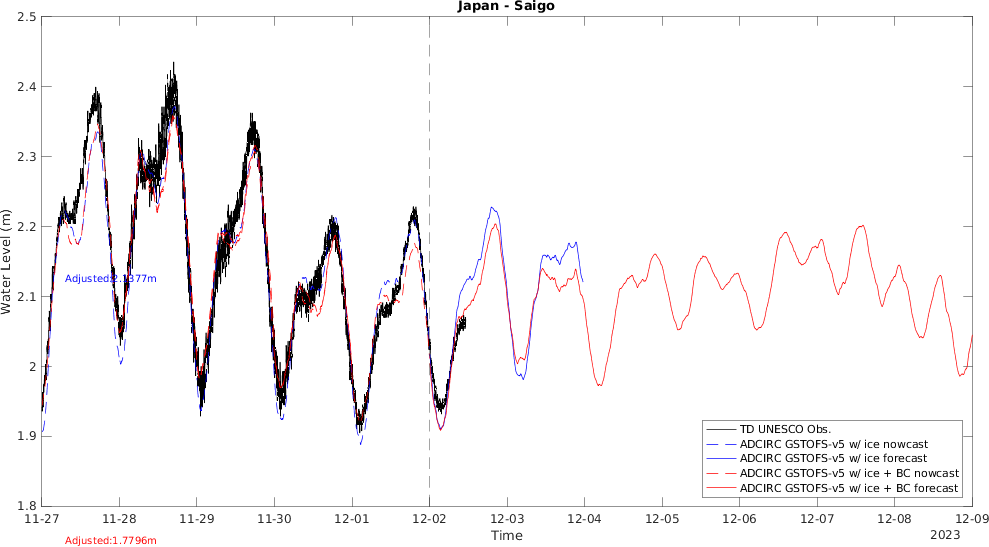 Japan - Saigo
2.5
2.4
2.3
2.2
2.1
2
1.9
1.8
Water Level (m)
Adjusted:2.1377m
TD UNESCO Obs.
ADCIRC GSTOFS-v5 w/ ice nowcast
ADCIRC GSTOFS-v5 w/ ice forecast
ADCIRC GSTOFS-v5 w/ ice + BC nowcast
ADCIRC GSTOFS-v5 w/ ice + BC forecast
11-27 11-28 11-29 11-30 12-01 12-02 12-03 12-04 12-05 12-06 12-07 12-08 12-09
Time
2023
Adjusted:1.7796m